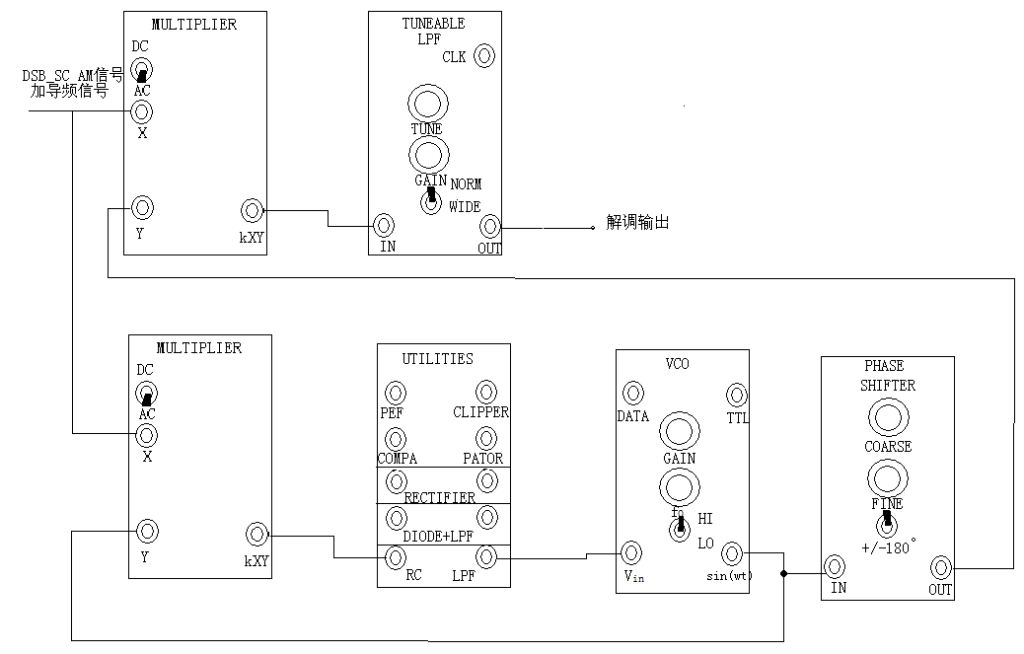 MULTIPLIER
DC
DSB_SC AM信号
加导频信号
AC
X
Y
kXY
TUNEABLE
LPF
CLK
TUNE
GAIN
NORM
WIDE
IN
OUT
解调输出
MULTIPLIER
DC
AC
X
Y
kXY
UTILITIES
PEF
CLIPPER
COMPA
PATOR
RECTIFIER
DIODE+LPF
RC
LPF
VCO
DATA
TTL
GAIN
f₀
HI
LO
Vin
sin(wt)
PHASE
SHIFTER
COARSE
FINE
+/-180°
IN
OUT